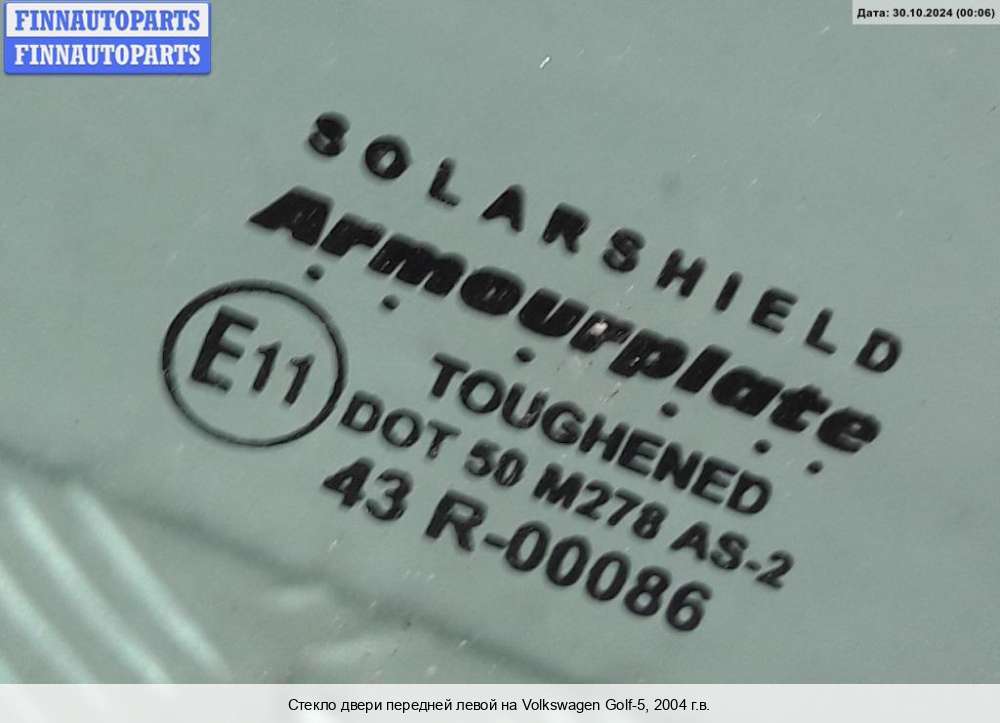 FINNAUTOPARTS
FINNAUTOPARTS
Дата: 30.10.2024 (00:06)
SOLARSHIELD
Armourplate
E11
TOUGHENED
DOT 50 M278 AS-2
43 R-00086
Стекло двери передней левой на Volkswagen Golf-5, 2004 г.в.